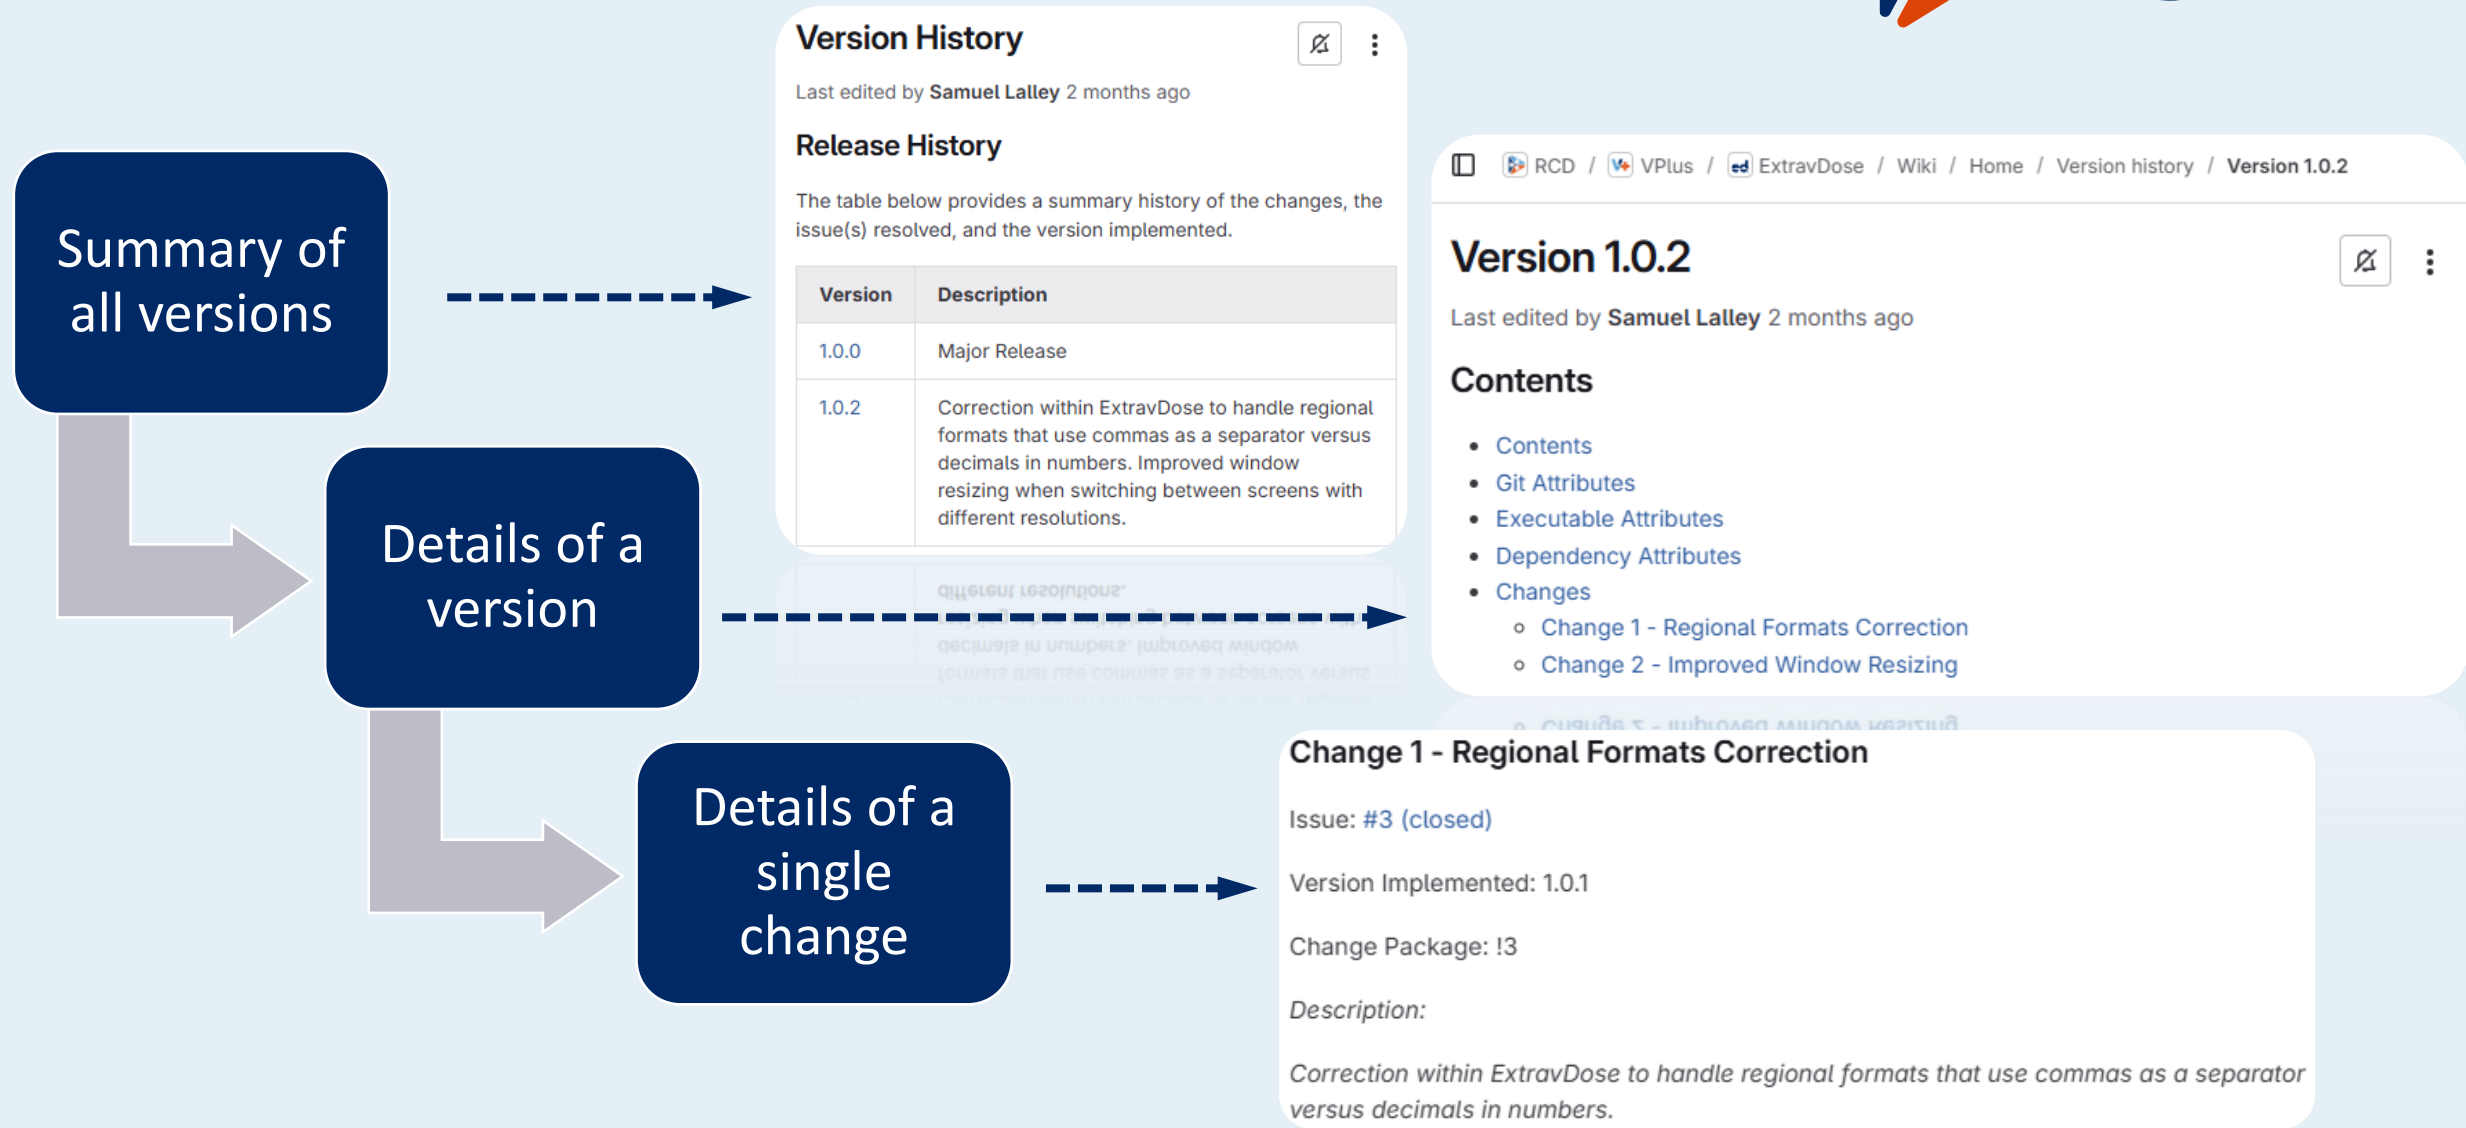 Summary of
all versions
Details of a
version
Details of a
single
change
Version History
Last edited by Samuel Lalley 2 months ago
Release History
The table below provides a summary history of the changes, the
issue(s) resolved, and the version implemented.
Version Description
1.0.0 Major Release
1.0.2 Correction within ExtravDose to handle regional
formats that use commas as a separator versus
decimals in numbers. Improved window
resizing when switching between screens with
different resolutions.
RCD / V+ VPlus / ed ExtravDose / Wiki / Home / Version history / Version 1.0.2
Version 1.0.2
Last edited by Samuel Lalley 2 months ago
Contents
Contents
Git Attributes
Executable Attributes
Dependency Attributes
Changes
Change 1 - Regional Formats Correction
Change 2 - Improved Window Resizing
Change 1 - Regional Formats Correction
Issue: #3 (closed)
Version Implemented: 1.0.1
Change Package: !3
Description:
Correction within ExtravDose to handle regional formats that use commas as a separator
versus decimals in numbers.